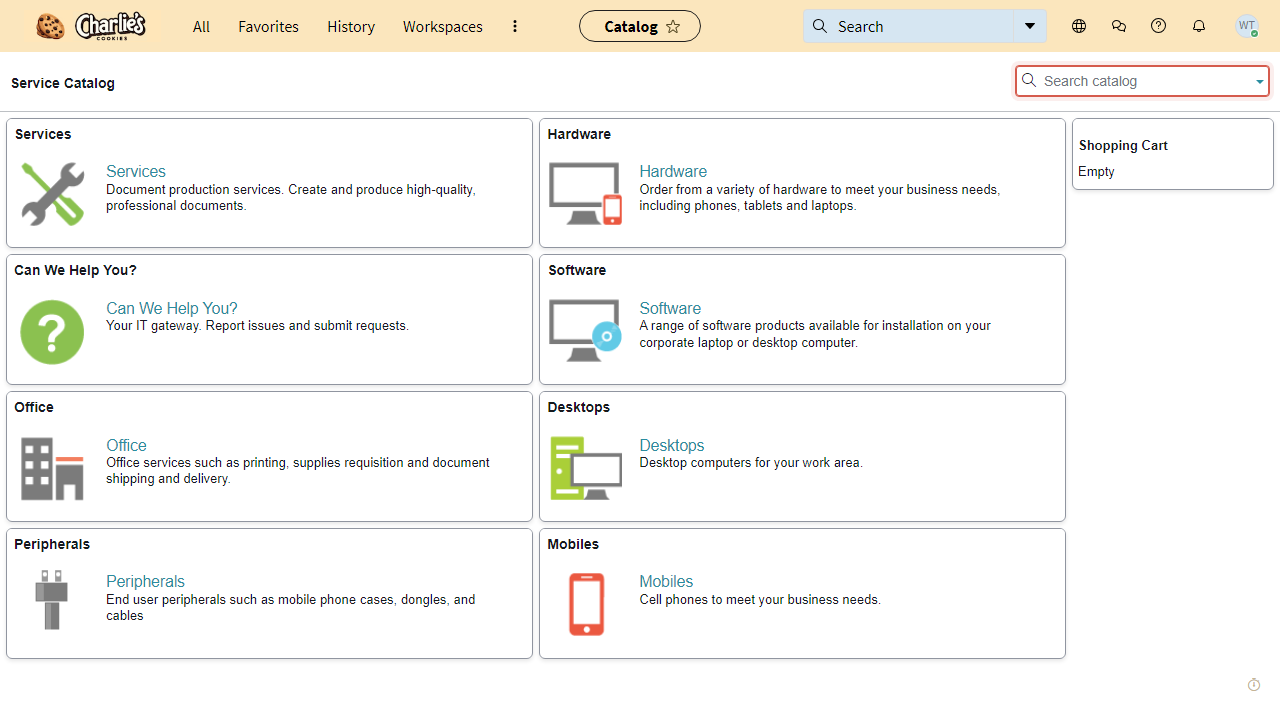 Charlie's
COOKIES
All
Favorites
History
Workspaces
Catalog
Search
WT
Service Catalog
Search catalog
Services
Services
Document production services. Create and produce high-quality,
professional documents.
Hardware
Hardware
Order from a variety of hardware to meet your business needs,
including phones, tablets and laptops.
Shopping Cart
Empty
Can We Help You?
Can We Help You?
Your IT gateway. Report issues and submit requests.
Software
Software
A range of software products available for installation on your
corporate laptop or desktop computer.
Office
Office
Office services such as printing, supplies requisition and document
shipping and delivery.
Desktops
Desktops
Desktop computers for your work area.
Peripherals
Peripherals
End user peripherals such as mobile phone cases, dongles, and
cables
Mobiles
Mobiles
Cell phones to meet your business needs.